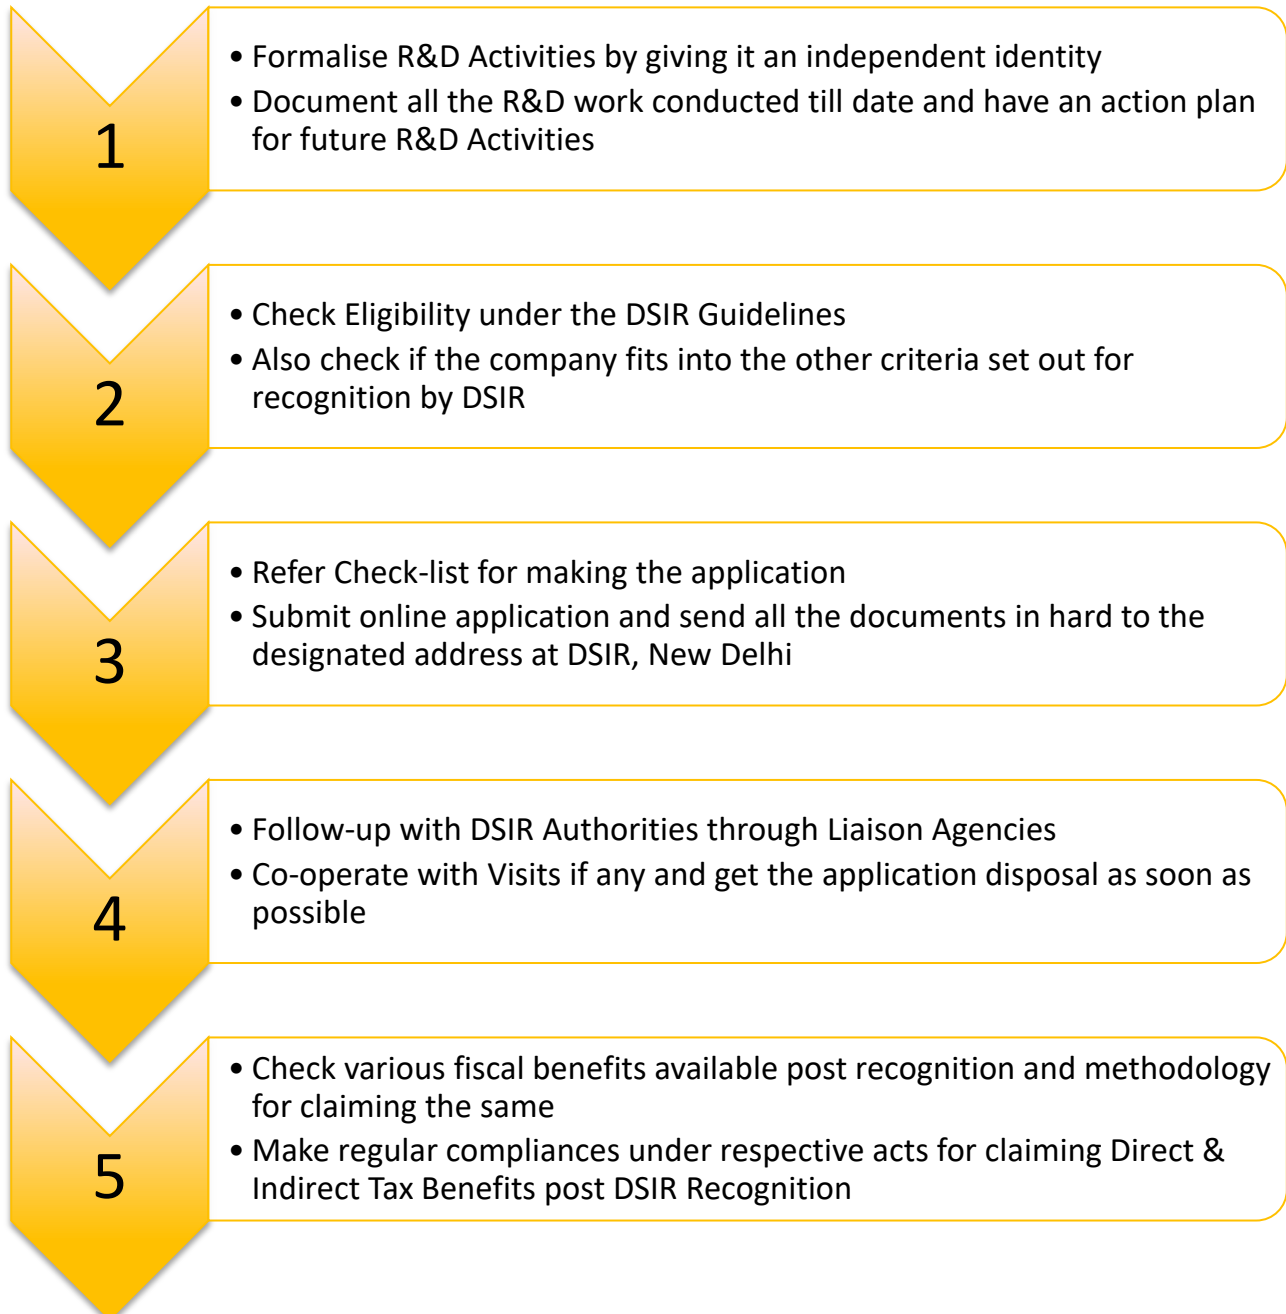 • Formalise R&D Activities by giving it an independent identity
• Document all the R&D work conducted till date and have an action plan
for future R&D Activities
1
• Check Eligibility under the DSIR Guidelines
• Also check if the company fits into the other criteria set out for
recognition by DSIR
2
• Refer Check-list for making the application
• Submit online application and send all the documents in hard to the
designated address at DSIR, New Delhi
3
• Follow-up with DSIR Authorities through Liaison Agencies
• Co-operate with Visits if any and get the application disposal as soon as
possible
4
• Check various fiscal benefits available post recognition and methodology
for claiming the same
• Make regular compliances under respective acts for claiming Direct &
Indirect Tax Benefits post DSIR Recognition
5